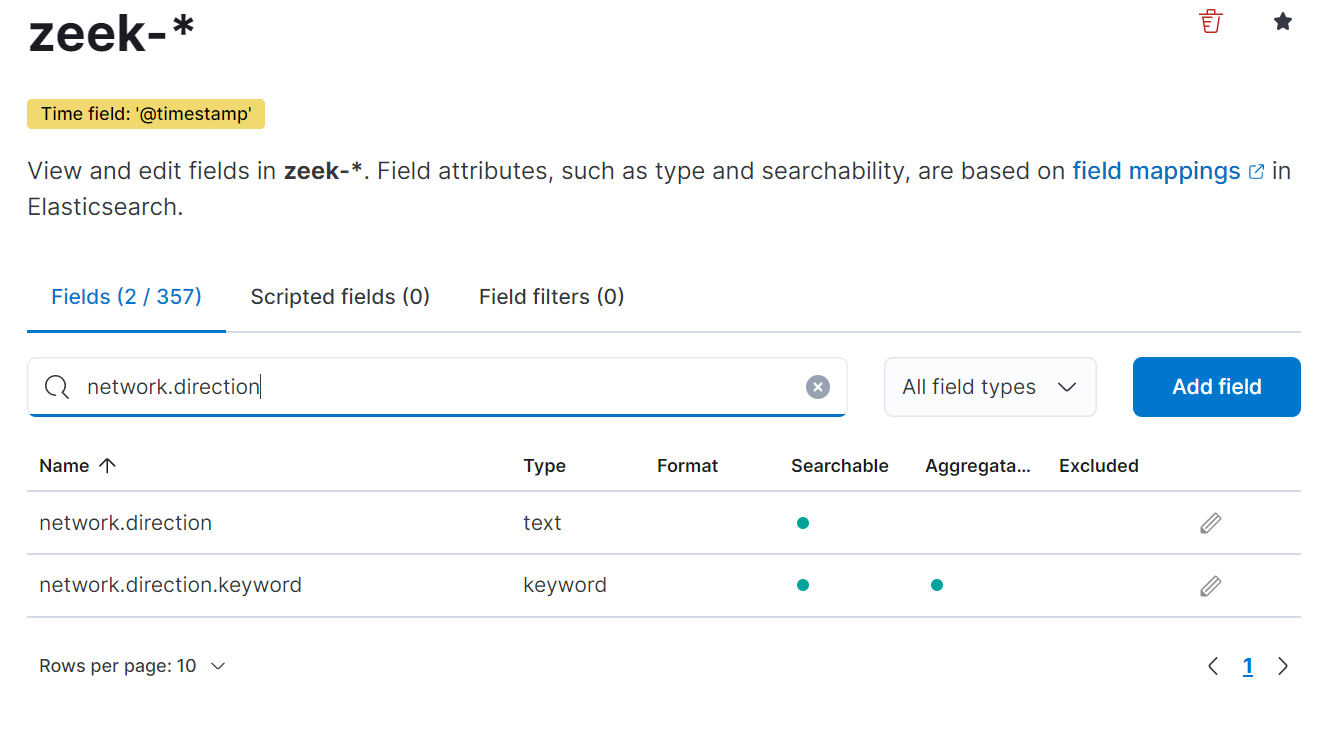 zeek-*
Time field: '@timestamp'
View and edit fields in zeek-*. Field attributes, such as type and searchability, are based on field mappings in
Elasticsearch.
Fields (2 / 357) Scripted fields (0) Field filters (0)
network.direction All field types Add field
Name Type Format Searchable Aggregata... Excluded
network.direction text
network.direction.keyword keyword
Rows per page: 10 1